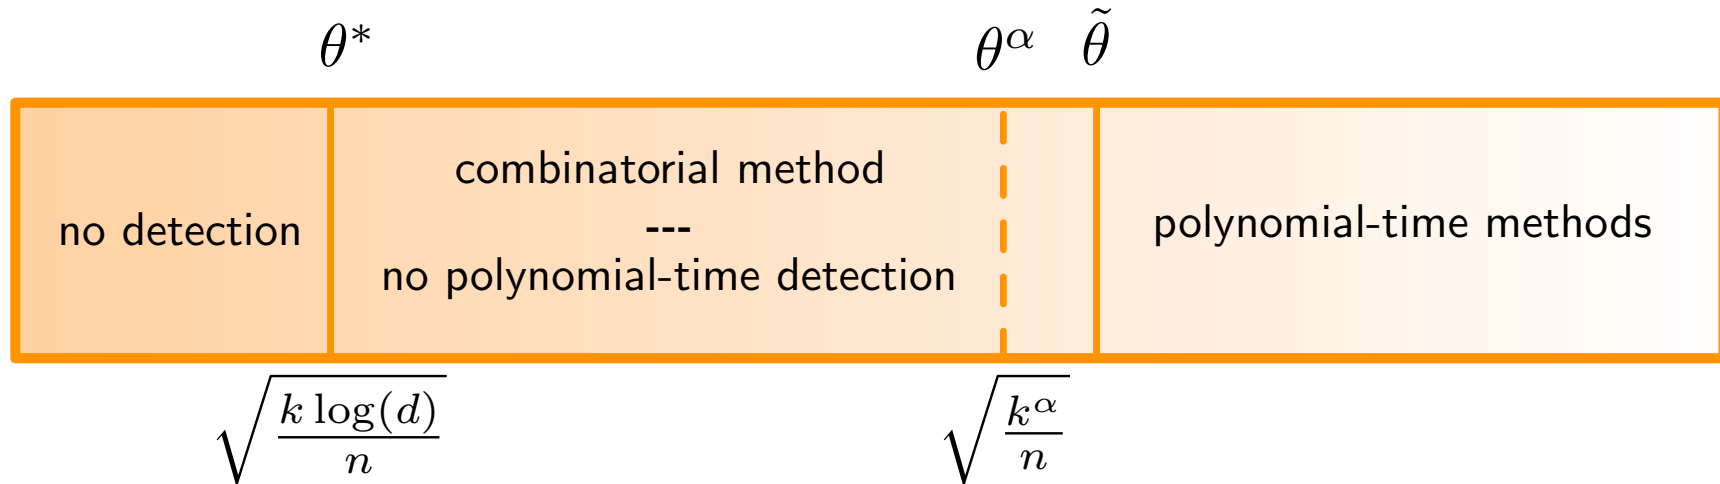 θ* θ^α θ̃
no detection
combinatorial method
---
no polynomial-time detection
polynomial-time methods
√(k log(d)/n) √(k^α/n)